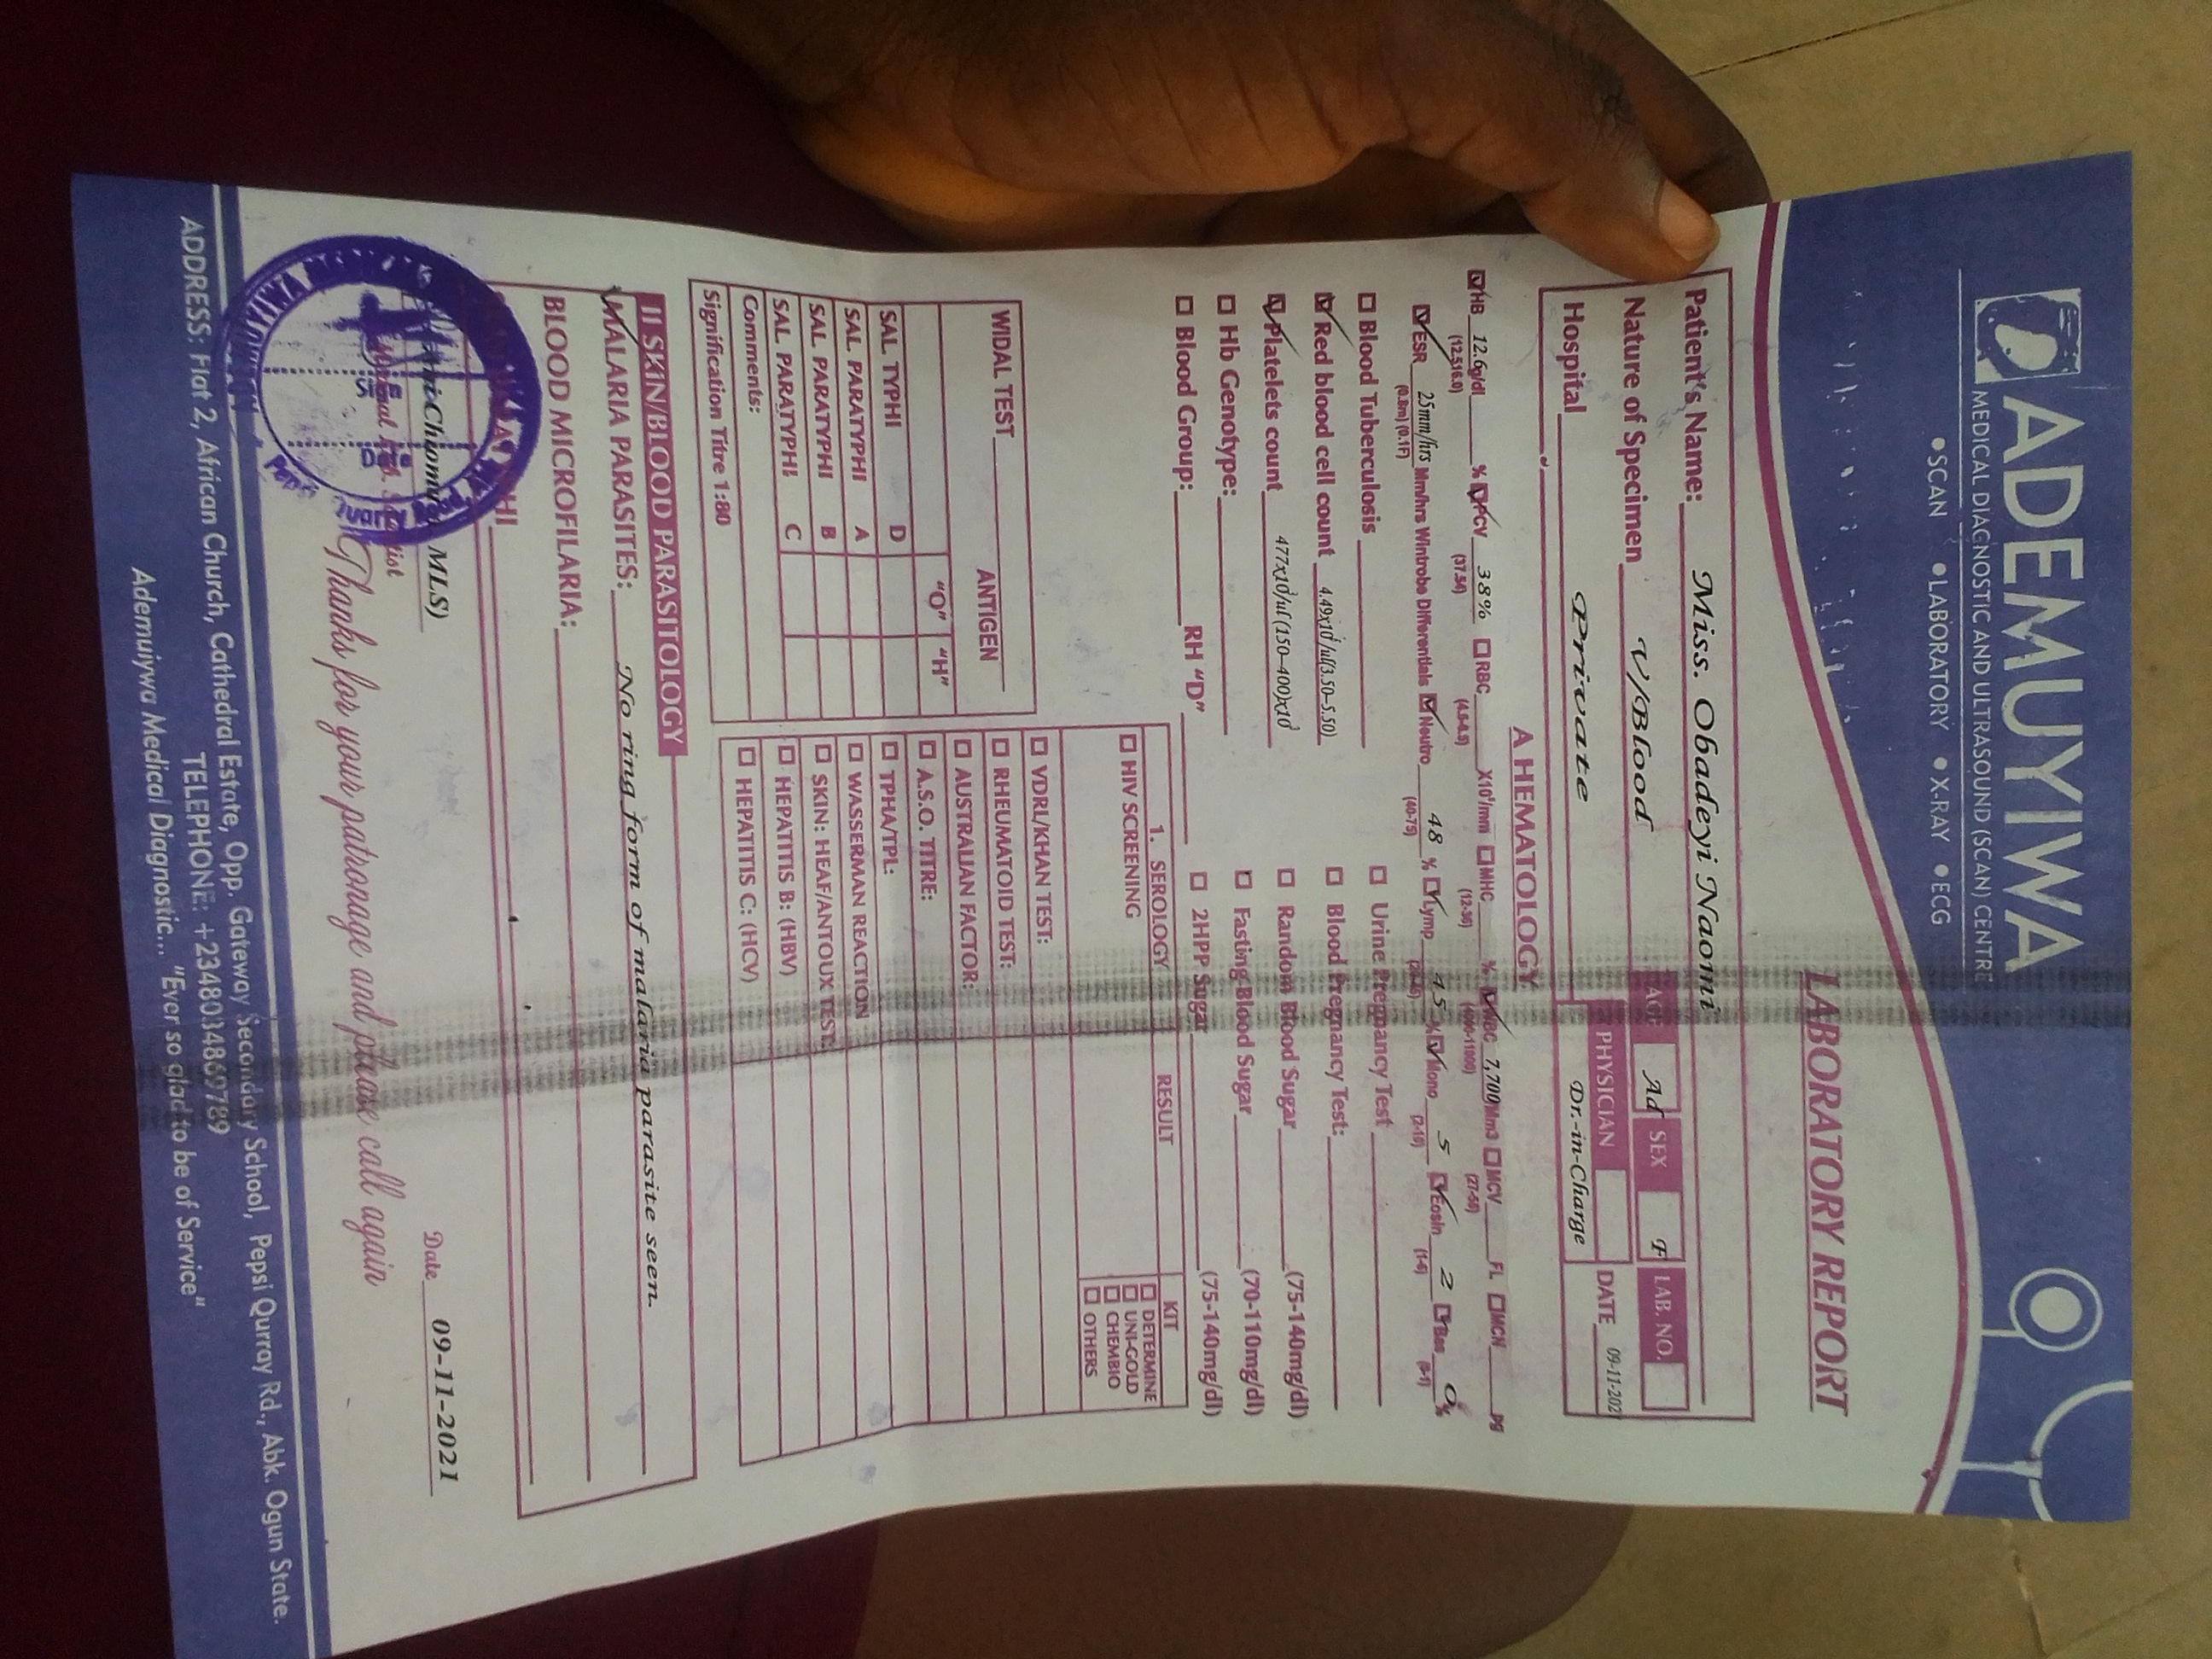 ADEMUYIWA
MEDICAL DIAGNOSTIC AND ULTRASOUND (SCAN) CENTRE
•SCAN •LABORATORY •X-RAY •ECG
LABORATORY REPORT
Patient's Name: Miss. Obadeyi Naomi
Nature of Specimen V/Blood AGE Ad SEX F LAB. NO.
Hospital Private PHYSICIAN Dr.-in-Charge DATE 09-11-2021
A HEMATOLOGY
HB 12.6g/dl % PCV 38% RBC X10 /mm MHC % WBC 7,700 Mm3 MCV FL MCN pg
(12.516.0) (37.54) (4.5-6.5) (12-36) (27-56)
ESR 25mm/hrs Mm/hrs Wintrobe Differentials Neutro 48 % Lymp 45 % Mono 5 Eosin 2 Bas 0%
(40-75) (2-10) (1-6) (0-1)
Blood Tuberculosis Urine Pregnancy Test
Red blood cell count 4.49x10 /ul(3.50-5.50) Blood Pregnancy Test:
Platelets count 477x10 /ul (150-400)x10 Random Blood Sugar (75-140mg/dl)
Hb Genotype: Fasting Blood Sugar (70-110mg/dl)
Blood Group: RH "D" 2HPP Sugar (75-140mg/dl)
1. SEROLOGY RESULT KIT
HIV SCREENING DETERMINE
UNI-GOLD
CHEMBIO
OTHERS
WIDAL TEST ANTIGEN
"O" "H"
SAL TYPHI D
SAL. PARATYPHI A
SAL PARATYPHI B
SAL PARATYPHI C
Comments:
Signification Titre 1:80
VDRL/KHAN TEST:
RHEUMATOID TEST:
AUSTRALIAN FACTOR:
A.S.O. TITRE:
TPHA/TPL:
WASSERMAN REACTION
SKIN: HEAF/ANTOUX TEST:
HEPATITIS B: (HBV)
HEPATITIS C: (HCV)
II SKIN/BLOOD PARASITOLOGY
MALARIA PARASITES: No ring form of malaria parasite seen.
BLOOD MICROFILARIA:
MLS) Date 09-11-2021
Thanks for your patronage and please call again
ADDRESS: Flat 2, African Church, Cathedral Estate, Opp. Gateway Secondary School, Pepsi Qurray Rd., Abk. Ogun State.
TELEPHONE: +2348034869789
Ademuiywa Medical Diagnostic... "Ever so glad to be of Service"